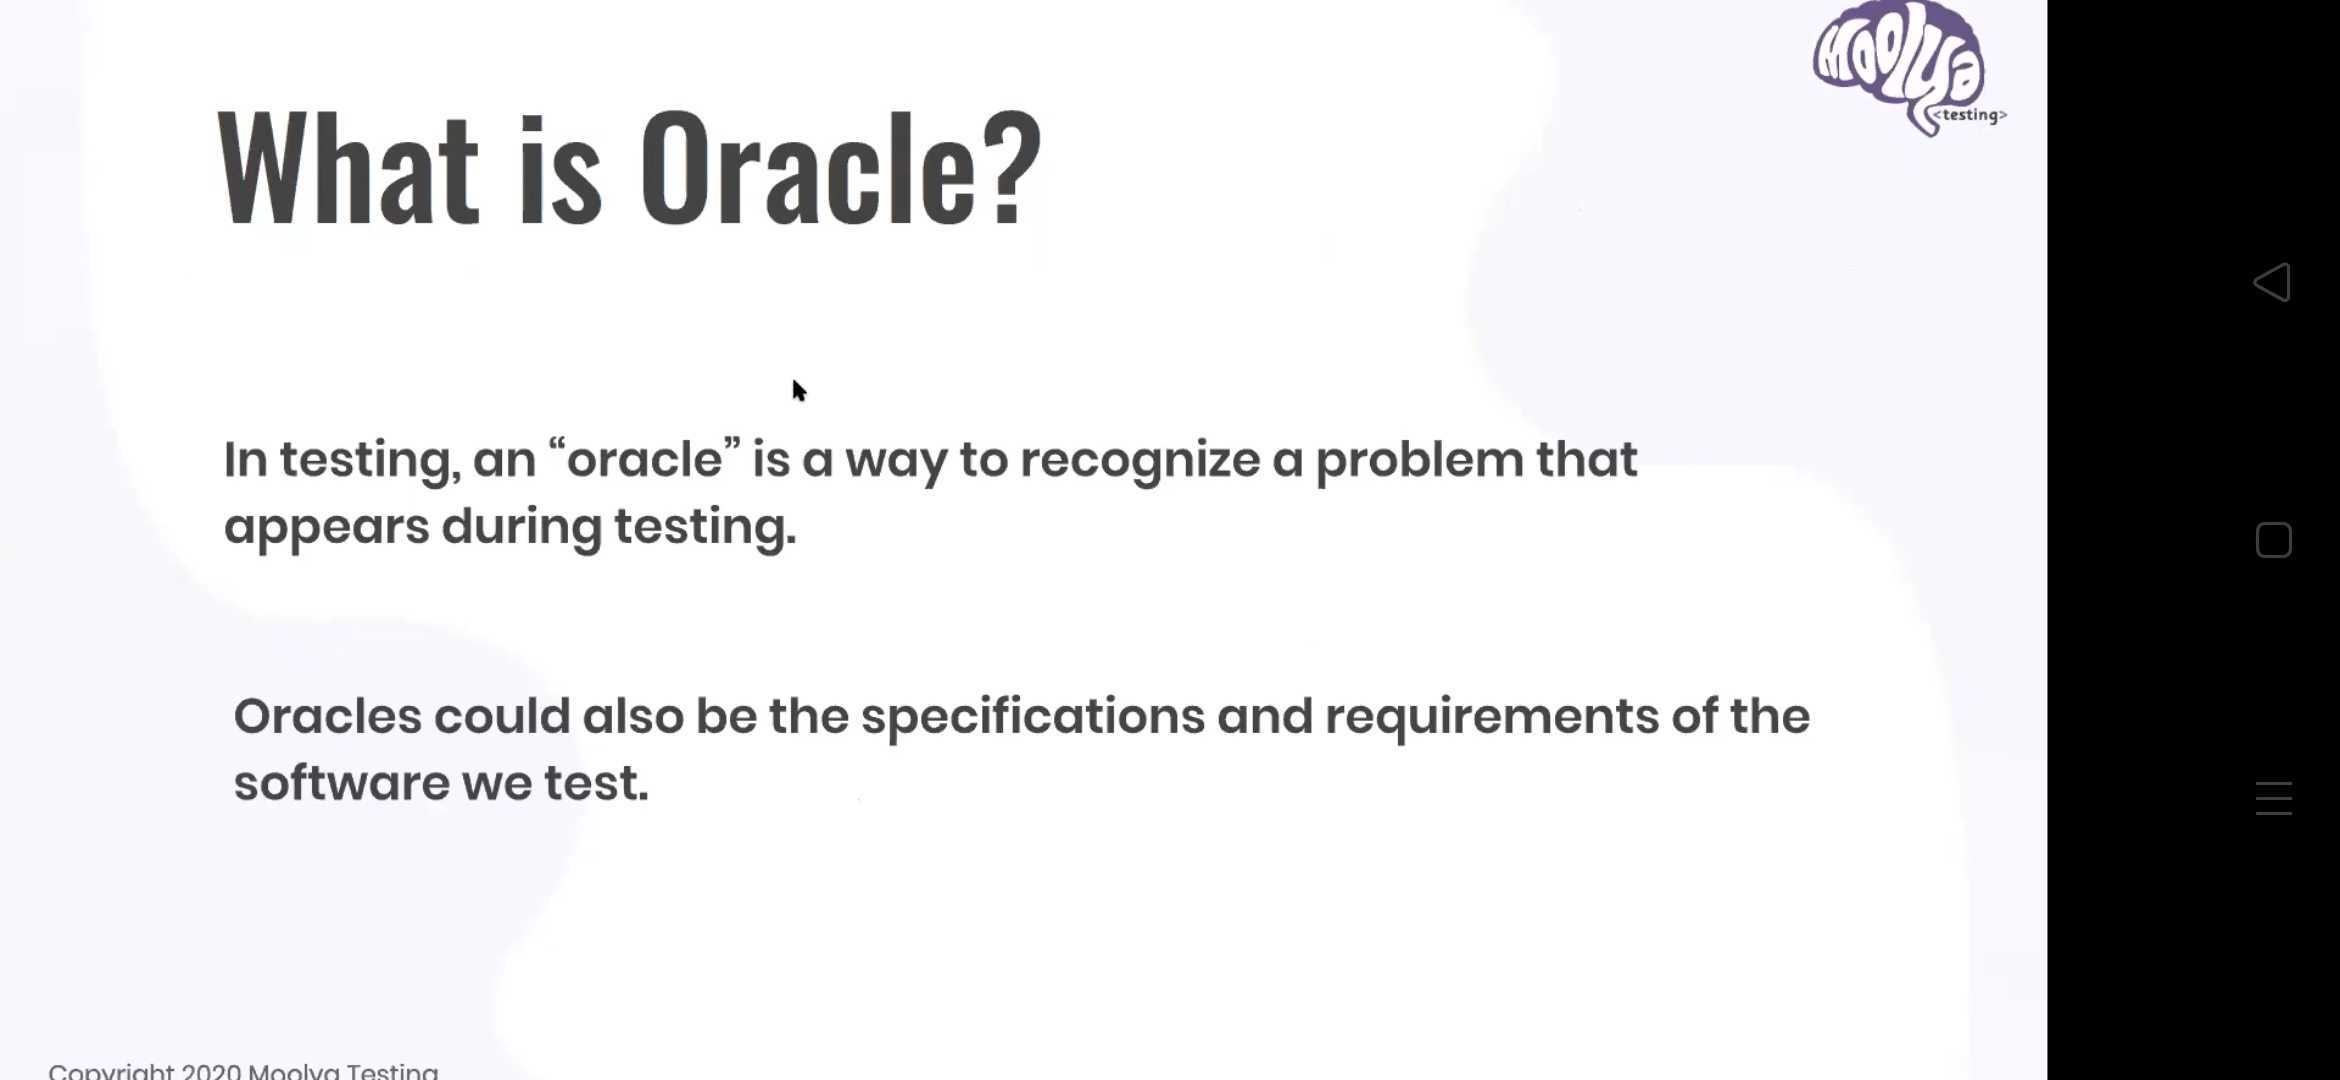 Moolya
<testing>
What is Oracle?
In testing, an “oracle” is a way to recognize a problem that
appears during testing.
Oracles could also be the specifications and requirements of the
software we test.
Copyright 2020 Moolya Testing